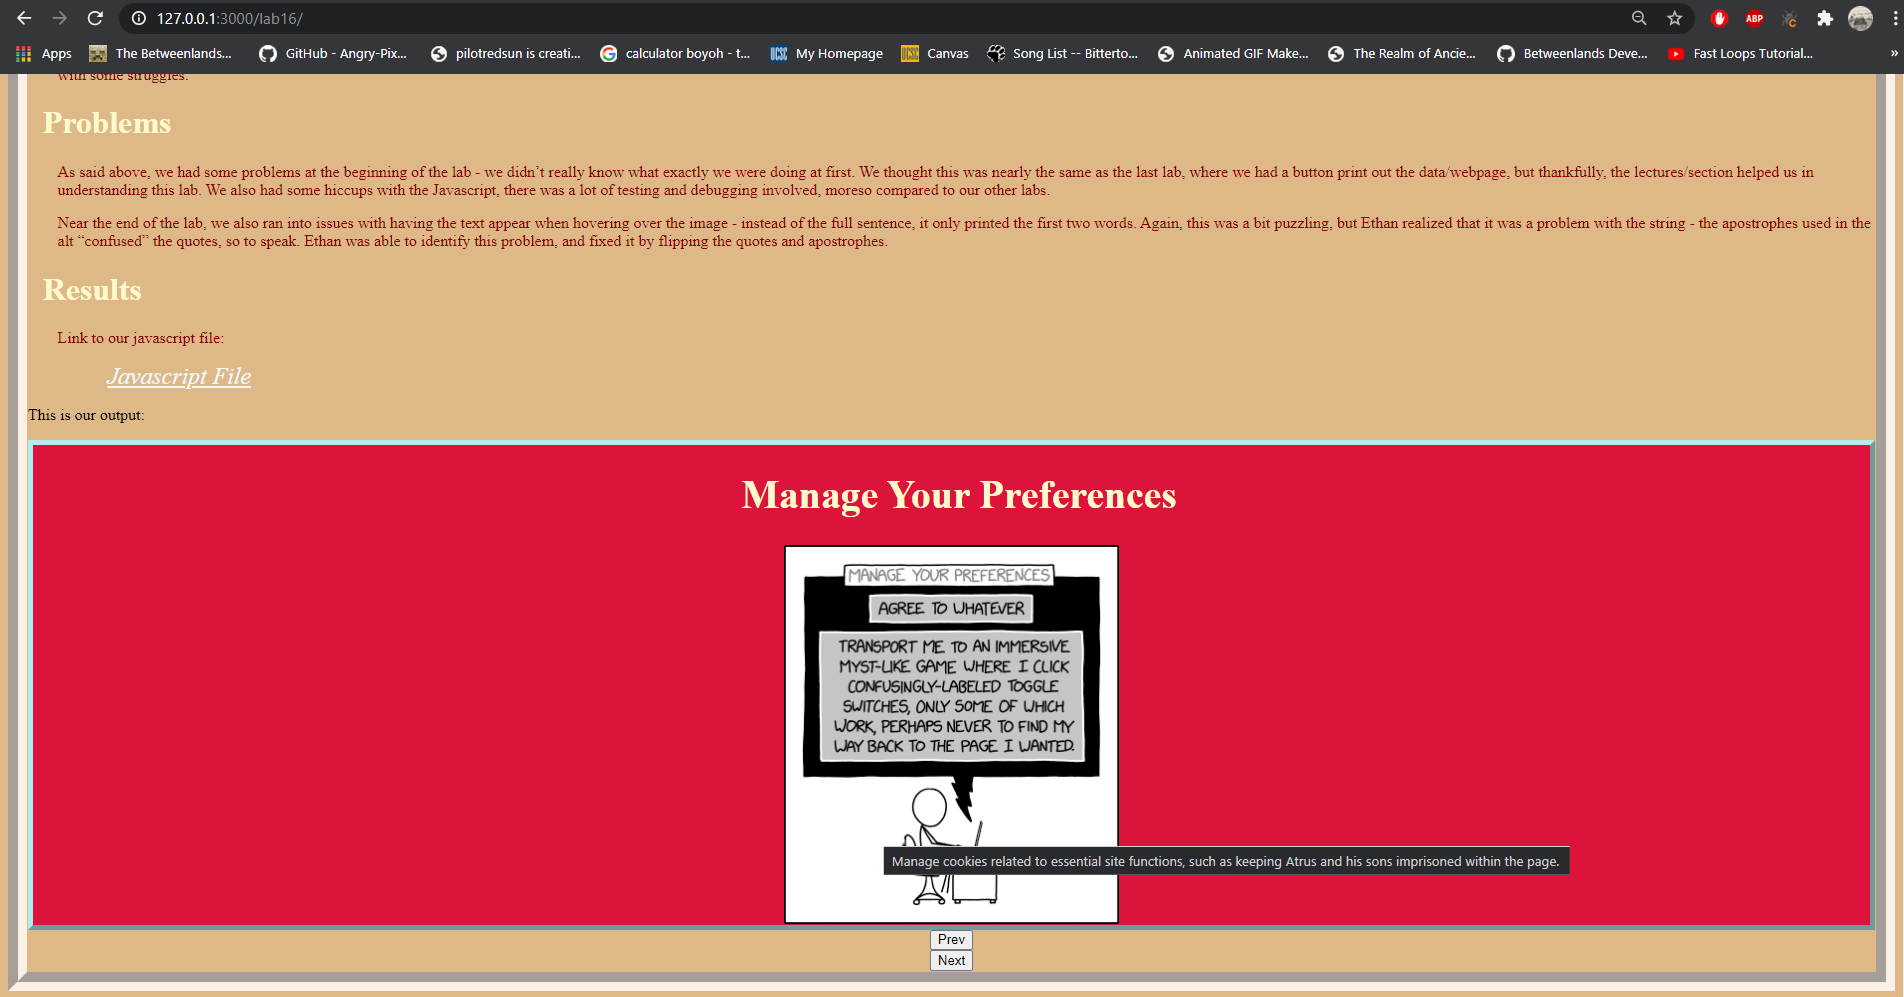 127.0.0.1:3000/lab16/
ABP
Apps
The Betweenlands...
GitHub - Angry-Pix...
pilotredsun is creati...
calculator boyoh - t...
UCSC
My Homepage
UCSC
Canvas
Song List -- Bitterto...
Animated GIF Make...
The Realm of Ancie...
Betweenlands Deve...
Fast Loops Tutorial...
»
with some struggles.
Problems
As said above, we had some problems at the beginning of the lab - we didn’t really know what exactly we were doing at first. We thought this was nearly the same as the last lab, where we had a button print out the data/webpage, but thankfully, the lectures/section helped us in
understanding this lab. We also had some hiccups with the Javascript, there was a lot of testing and debugging involved, moreso compared to our other labs.
Near the end of the lab, we also ran into issues with having the text appear when hovering over the image - instead of the full sentence, it only printed the first two words. Again, this was a bit puzzling, but Ethan realized that it was a problem with the string - the apostrophes used in the
alt “confused” the quotes, so to speak. Ethan was able to identify this problem, and fixed it by flipping the quotes and apostrophes.
Results
Link to our javascript file:
Javascript File
This is our output:
Manage Your Preferences
MANAGE YOUR PREFERENCES
AGREE TO WHATEVER
TRANSPORT ME TO AN IMMERSIVE
MYST-LIKE GAME WHERE I CLICK
CONFUSINGLY-LABELED TOGGLE
SWITCHES, ONLY SOME OF WHICH
WORK, PERHAPS NEVER TO FIND MY
WAY BACK TO THE PAGE I WANTED.
Manage cookies related to essential site functions, such as keeping Atrus and his sons imprisoned within the page.
Prev
Next